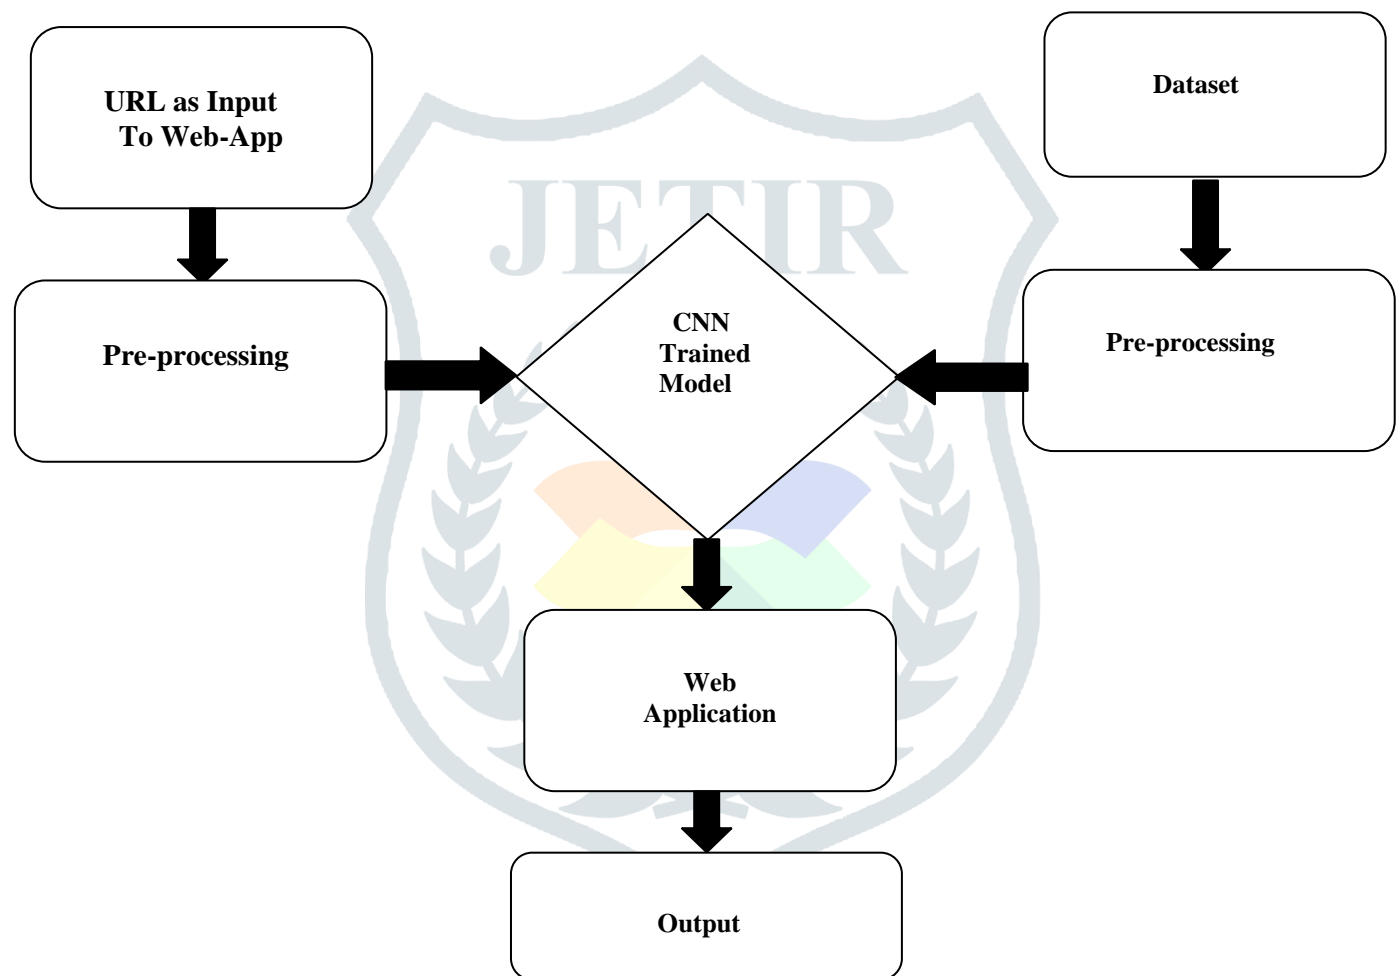 URL as Input
To Web-App
Dataset
JETIR
Pre-processing
CNN
Trained
Model
Pre-processing
Web
Application
Output